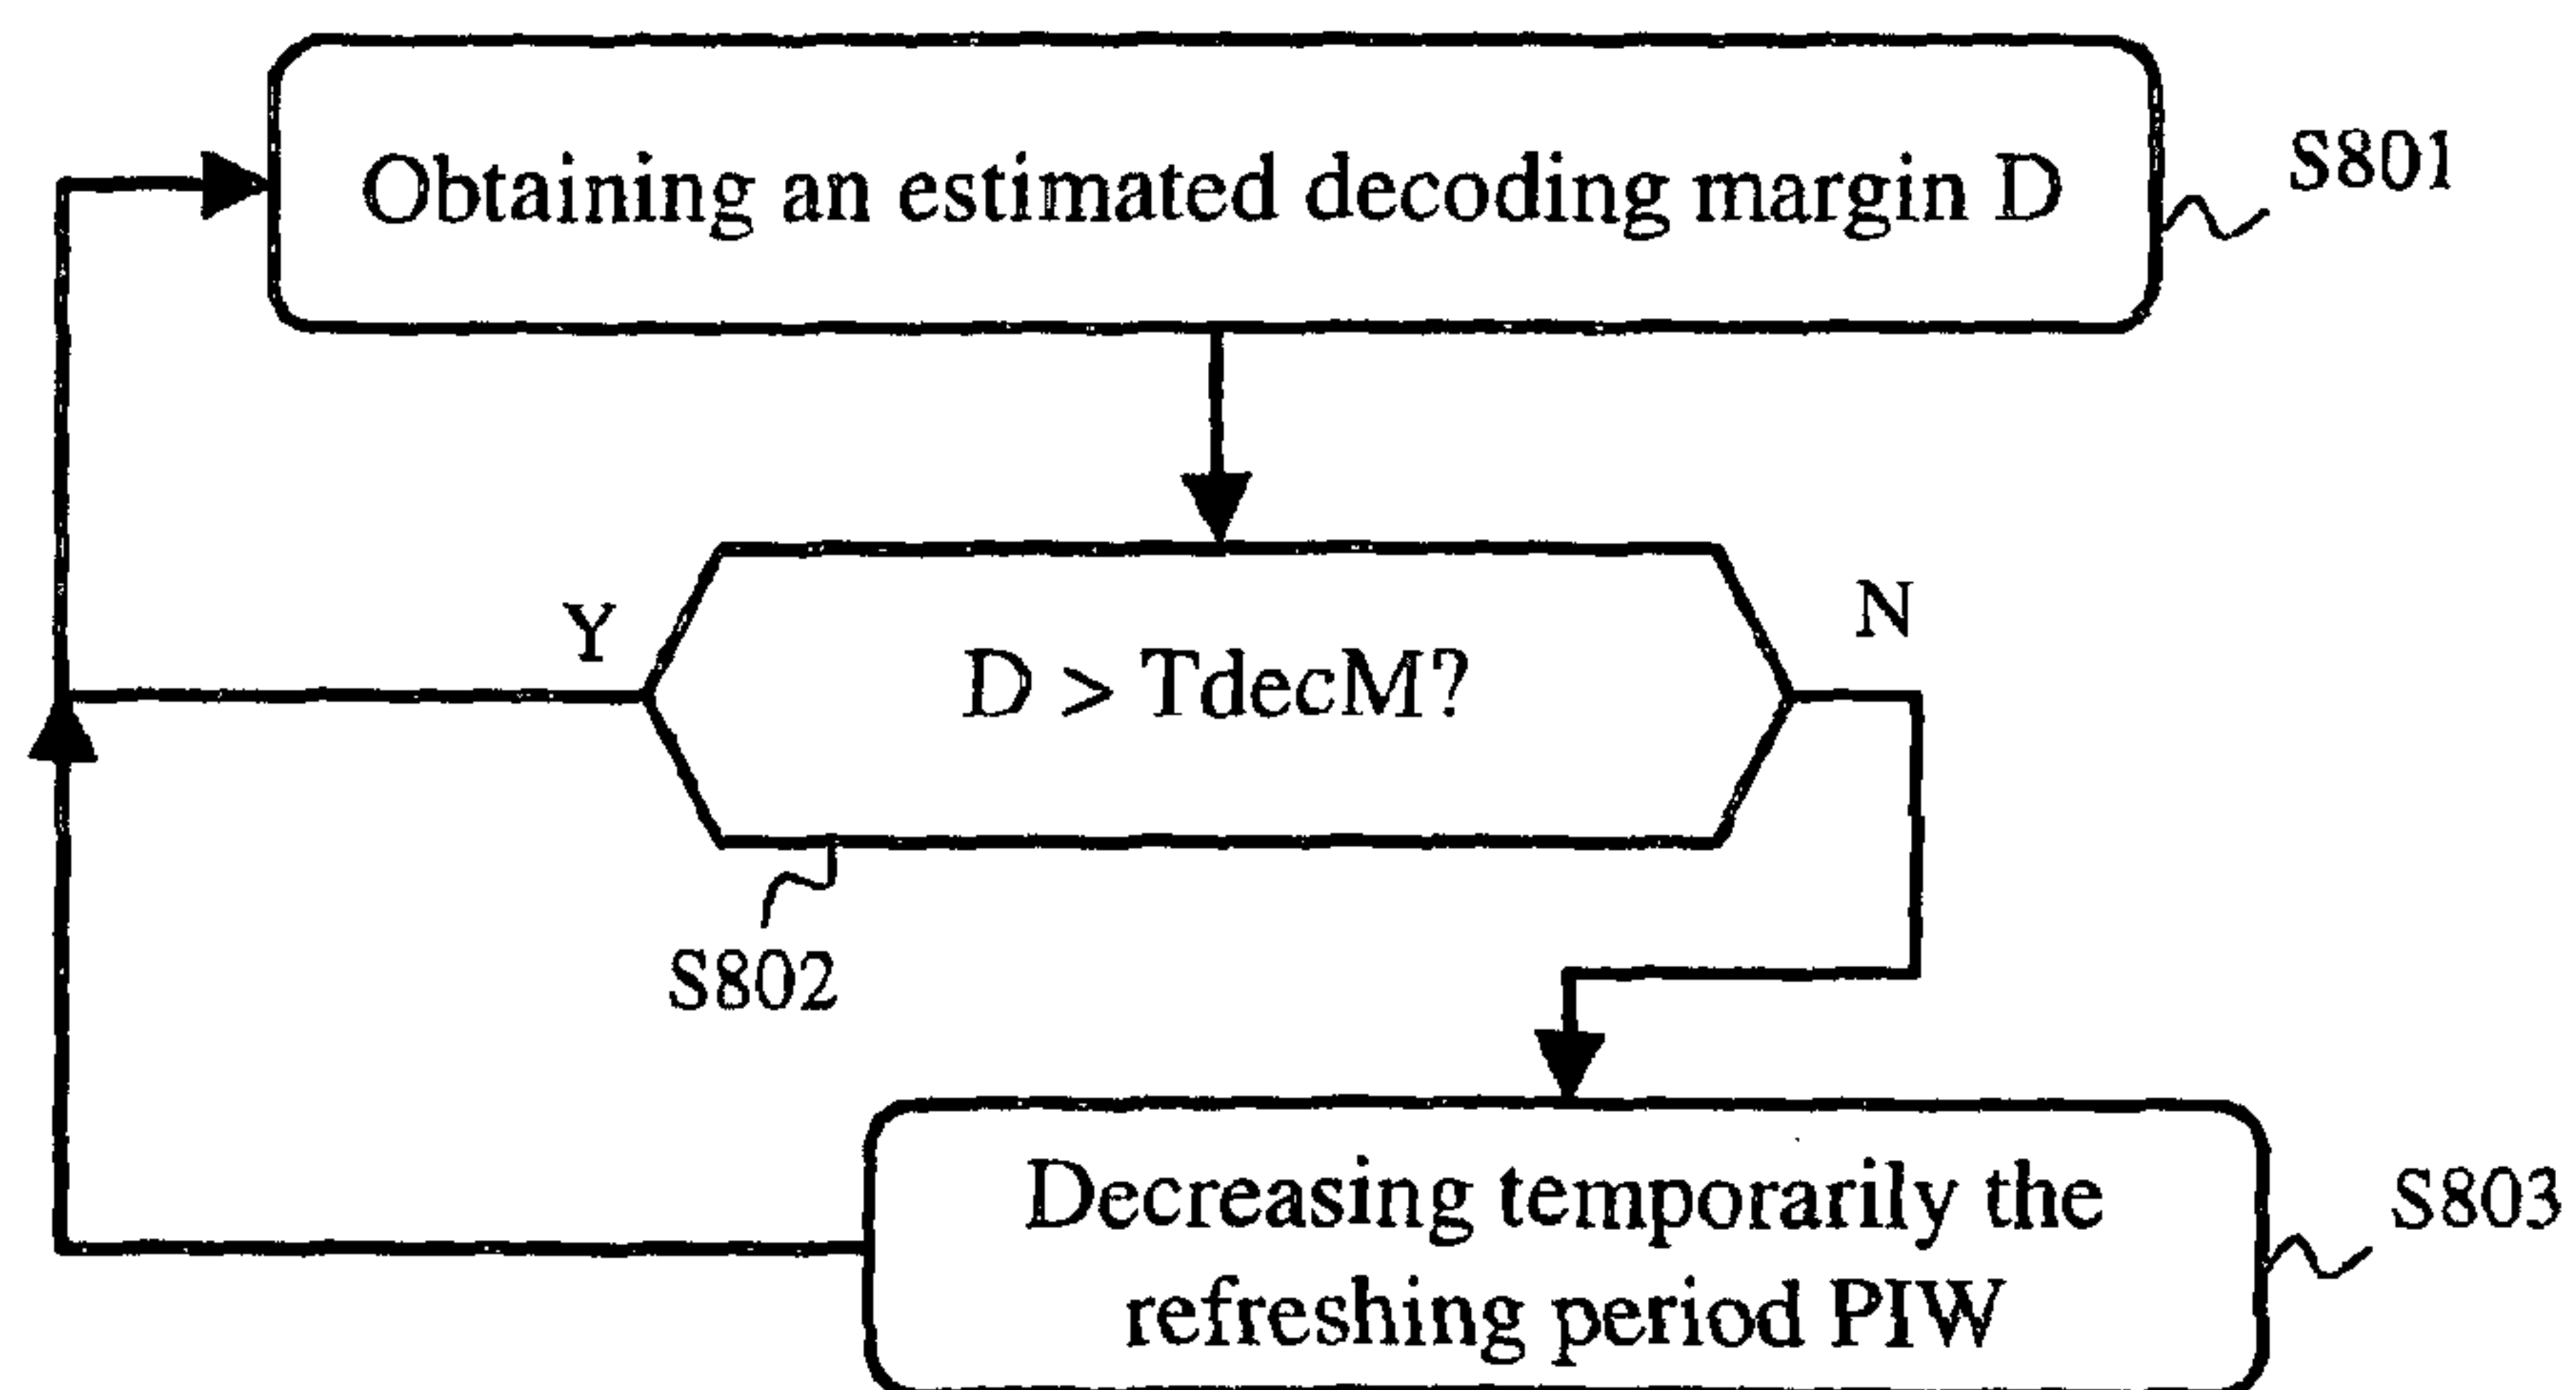 Obtaining an estimated decoding margin D
S801
Y
D > TdecM?
N
S802
Decreasing temporarily the
refreshing period PIW
S803